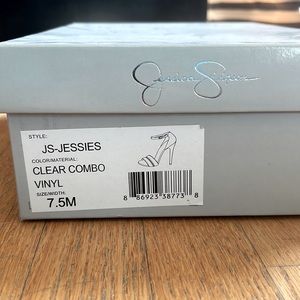 Jessica Simpson
STYLE:
JS-JESSIES
COLOR/MATERIAL:
CLEAR COMBO
VINYL
SIZE/WIDTH:
7.5M
8 86923 38773 8